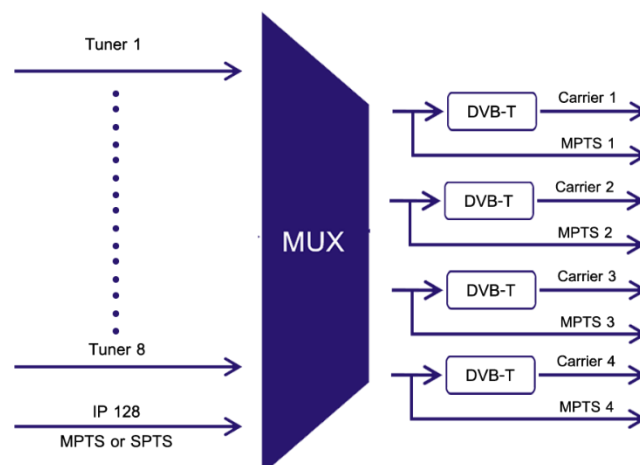 Tuner 1
Tuner 8
IP 128
MPTS or SPTS
MUX
DVB-T
Carrier 1
MPTS 1
DVB-T
Carrier 2
MPTS 2
DVB-T
Carrier 3
MPTS 3
DVB-T
Carrier 4
MPTS 4